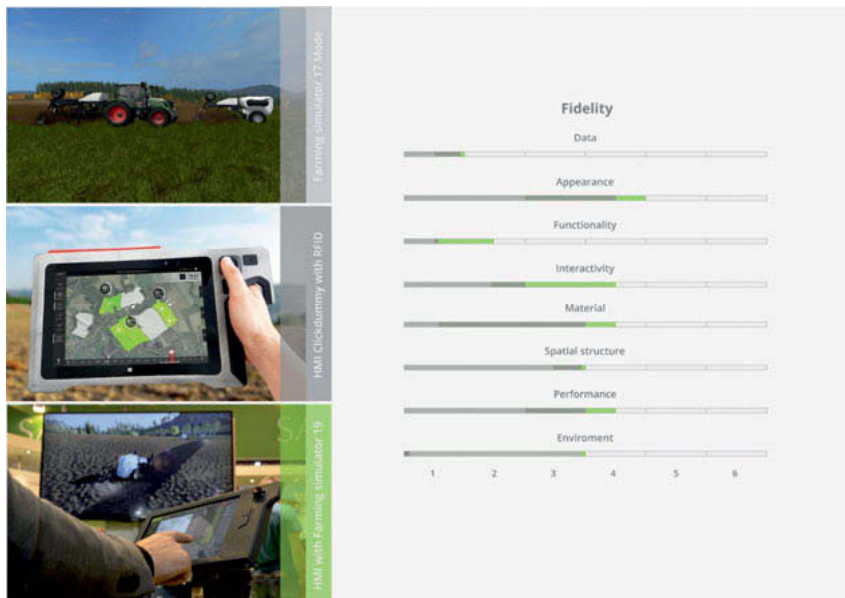 Farming simulator 17 Mode
HMI Clickdummy with RFID
HMI with Farming simulator 19
Fidelity
Data
Appearance
Functionality
Interactivity
Material
Spatial structure
Performance
Enviroment
1 2 3 4 5 6